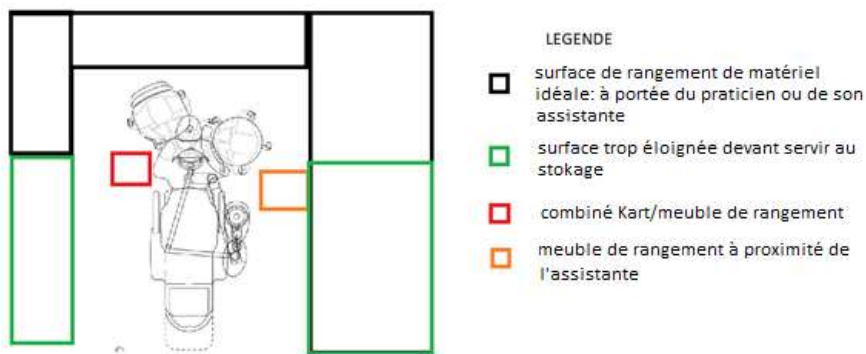 LEGENDE
surface de rangement de matériel
idéale: à portée du praticien ou de son
assistante
surface trop éloignée devant servir au
stokage
combiné Kart/meuble de rangement
meuble de rangement à proximité de
l'assistante